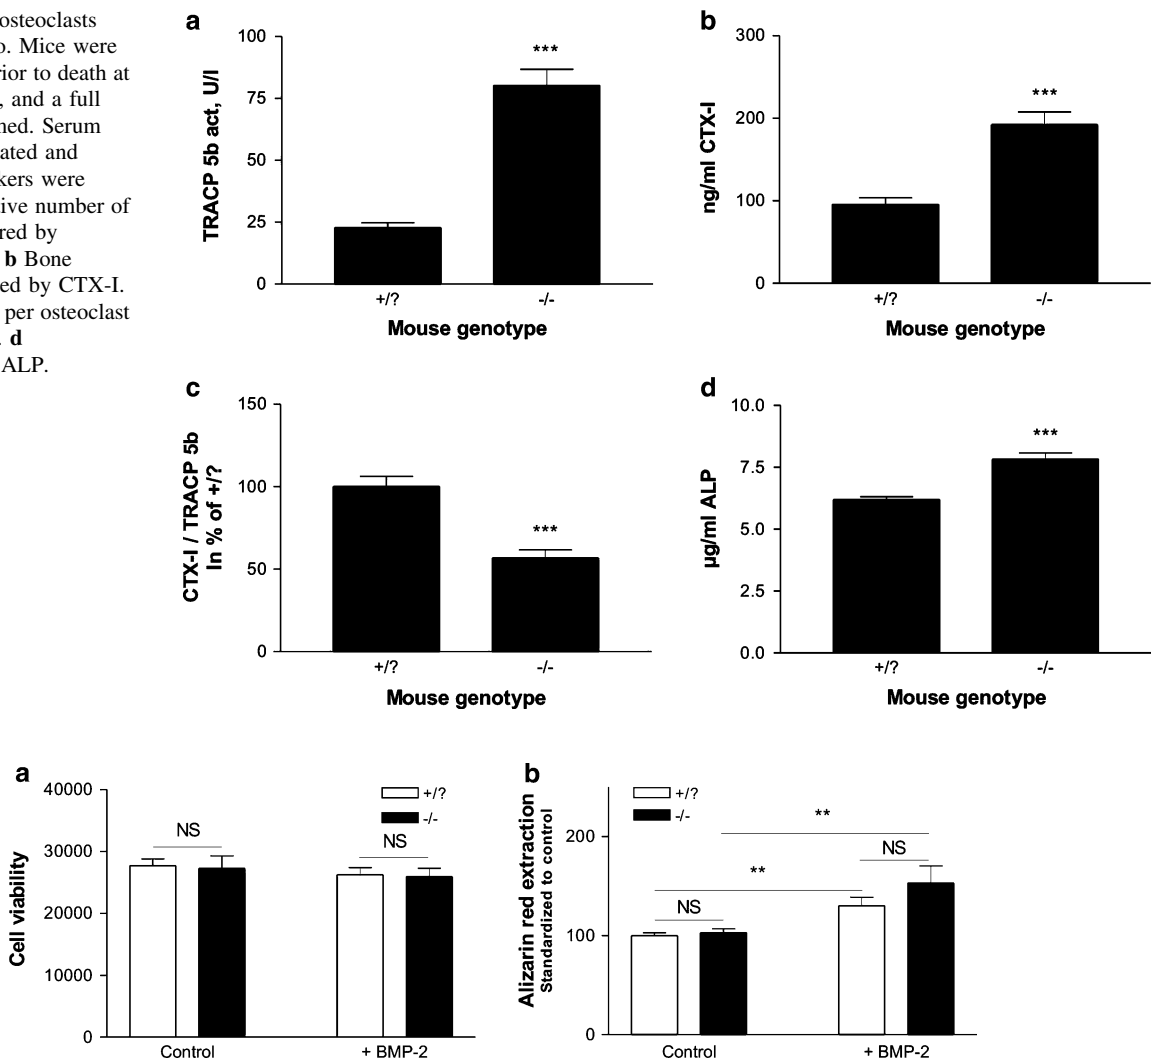 osteoclasts
o. Mice were
rior to death at
, and a full
ned. Serum
ated and
kers were
ive number of
red by
b Bone
ed by CTX-I.
per osteoclast
. d
ALP.
a
100
75
50
25
0
TRACP 5b act, U/l
***
+/?
-/-
Mouse genotype
b
300
200
100
0
ng/ml CTX-I
***
+/?
-/-
Mouse genotype
c
150
100
50
0
CTX-I / TRACP 5b
In % of +/?
***
+/?
-/-
Mouse genotype
d
10.0
7.5
5.0
2.5
0.0
µg/ml ALP
***
+/?
-/-
Mouse genotype
a
40000
30000
20000
10000
0
Cell viability
+/?
-/-
NS
NS
Control
+ BMP-2
b
200
100
0
Alizarin red extraction
Standardized to control
+/?
-/-
**
**
NS
NS
Control
+ BMP-2